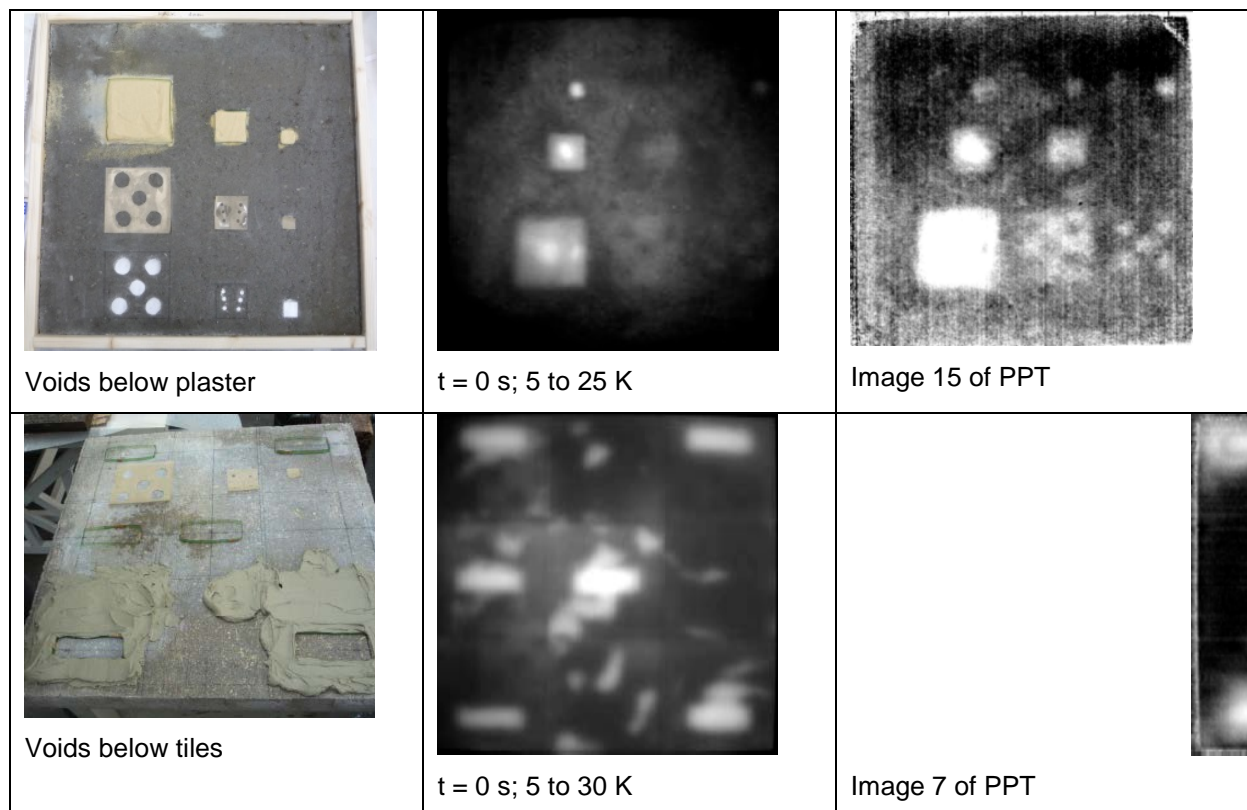 Voids below plaster
t = 0 s; 5 to 25 K
Image 15 of PPT
Voids below tiles
t = 0 s; 5 to 30 K
Image 7 of PPT